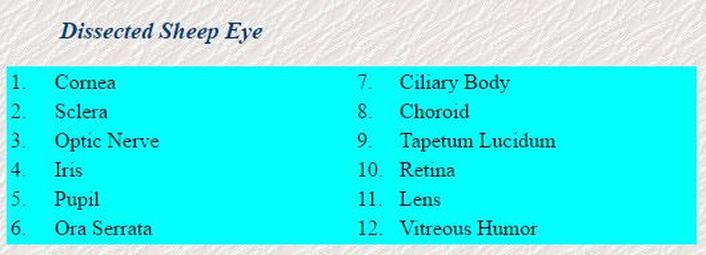 Dissected Sheep Eye
1. Cornea
2. Sclera
3. Optic Nerve
4. Iris
5. Pupil
6. Ora Serrata
7. Ciliary Body
8. Choroid
9. Tapetum Lucidum
10. Retina
11. Lens
12. Vitreous Humor